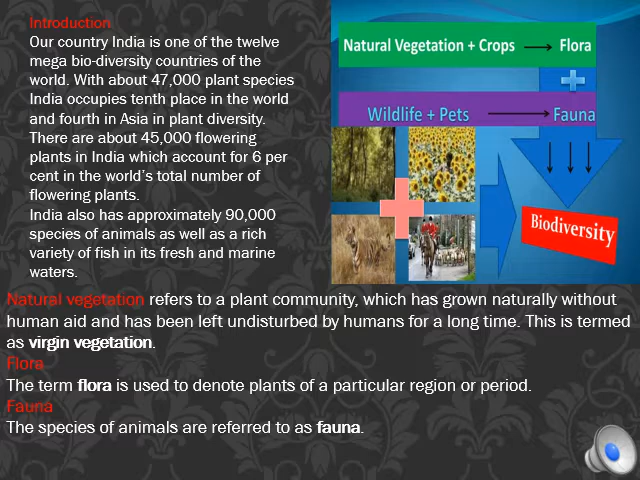 Introduction
Our country India is one of the twelve
mega bio-diversity countries of the
world. With about 47,000 plant species
India occupies tenth place in the world
and fourth in Asia in plant diversity.
There are about 45,000 flowering
plants in India which account for 6 per
cent in the world's total number of
flowering plants.
India also has approximately 90,000
species of animals as well as a rich
variety of fish in its fresh and marine
waters.
Natural Vegetation + Crops → Flora
+
Wildlife + Pets → Fauna
Biodiversity
Natural vegetation refers to a plant community, which has grown naturally without
human aid and has been left undisturbed by humans for a long time. This is termed
as virgin vegetation.
Flora
The term flora is used to denote plants of a particular region or period.
Fauna
The species of animals are referred to as fauna.